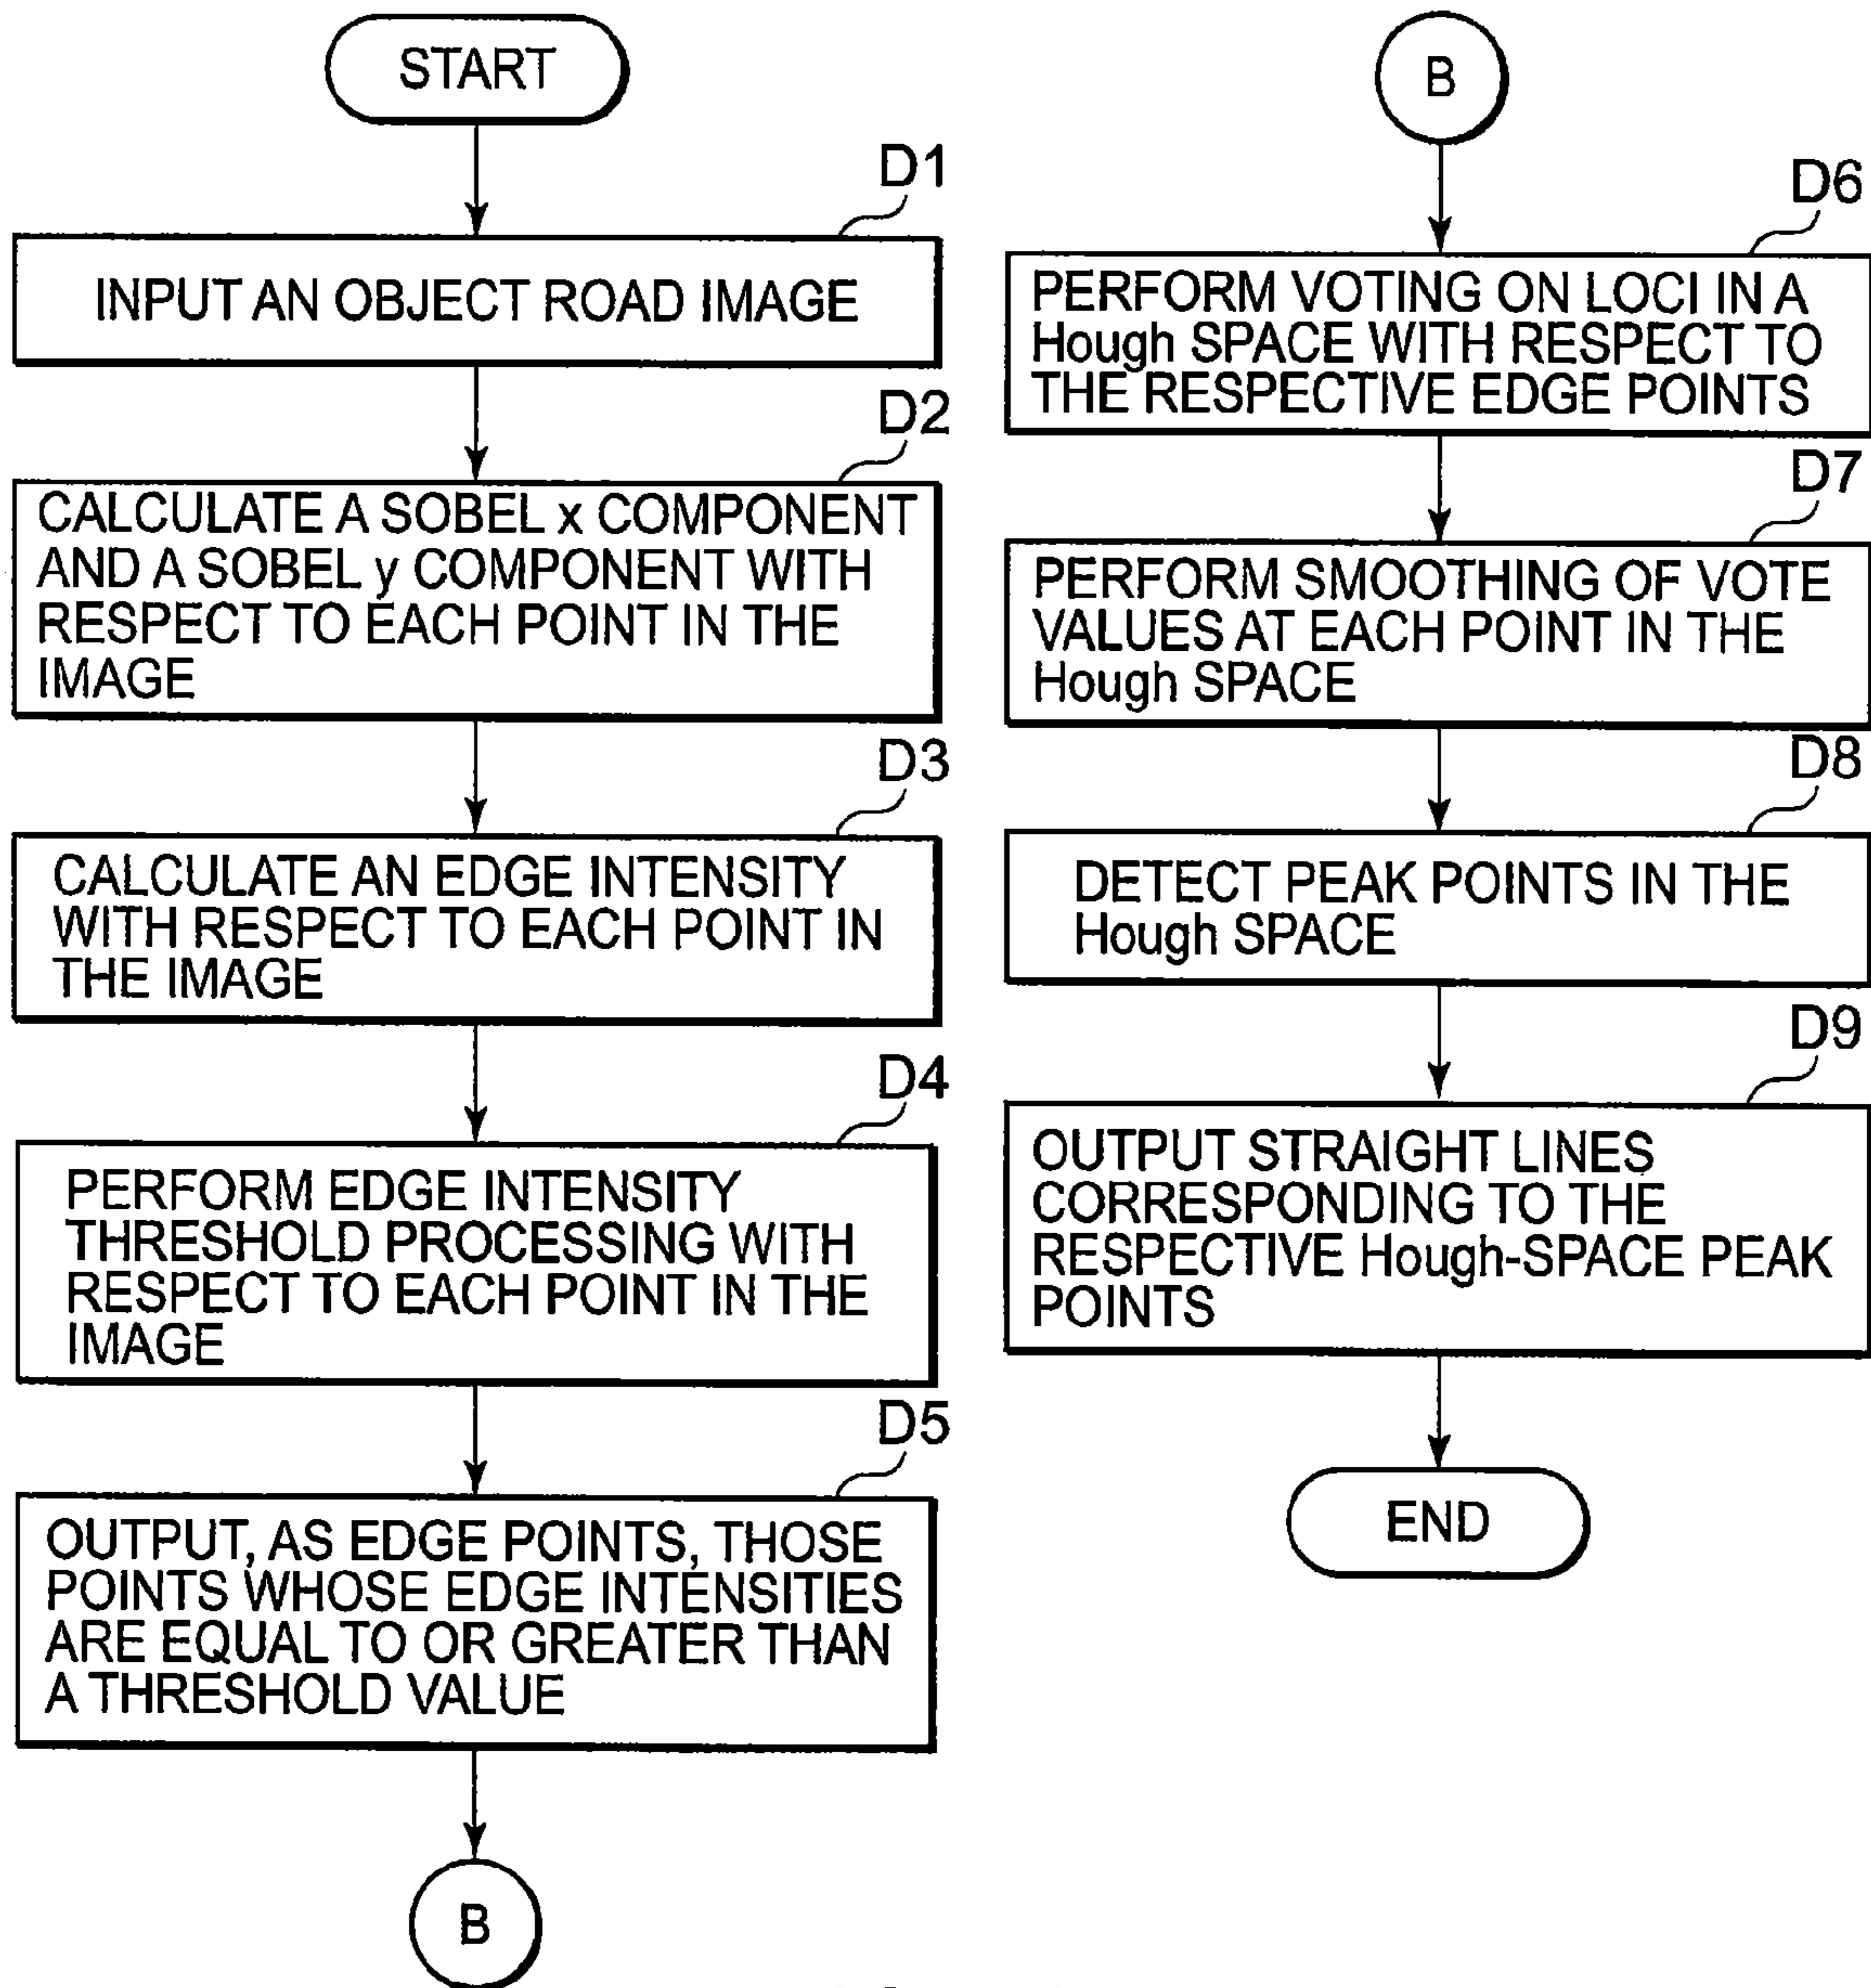 START
D1
INPUT AN OBJECT ROAD IMAGE
D2
CALCULATE A SOBEL x COMPONENT
AND A SOBEL y COMPONENT WITH
RESPECT TO EACH POINT IN THE
IMAGE
D3
CALCULATE AN EDGE INTENSITY
WITH RESPECT TO EACH POINT IN
THE IMAGE
D4
PERFORM EDGE INTENSITY
THRESHOLD PROCESSING WITH
RESPECT TO EACH POINT IN THE
IMAGE
D5
OUTPUT, AS EDGE POINTS, THOSE
POINTS WHOSE EDGE INTENSITIES
ARE EQUAL TO OR GREATER THAN
A THRESHOLD VALUE
B
B
D6
PERFORM VOTING ON LOCI IN A
Hough SPACE WITH RESPECT TO
THE RESPECTIVE EDGE POINTS
D7
PERFORM SMOOTHING OF VOTE
VALUES AT EACH POINT IN THE
Hough SPACE
D8
DETECT PEAK POINTS IN THE
Hough SPACE
D9
OUTPUT STRAIGHT LINES
CORRESPONDING TO THE
RESPECTIVE Hough-SPACE PEAK
POINTS
END